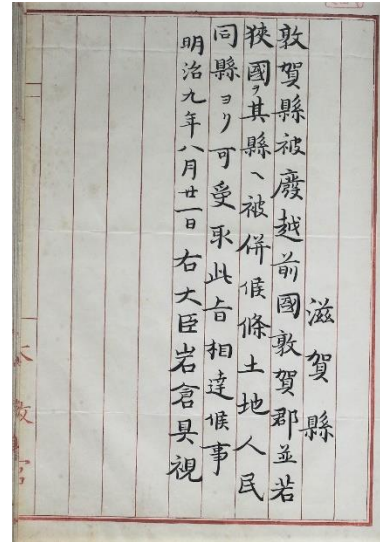 滋賀縣
敦賀縣被廢越前國敦賀郡並若
狹國ヲ其縣ヘ被併候條土地人民
同縣ヨリ可受取此旨相達候事
明治九年八月廿一日右大臣岩倉具視
太政官